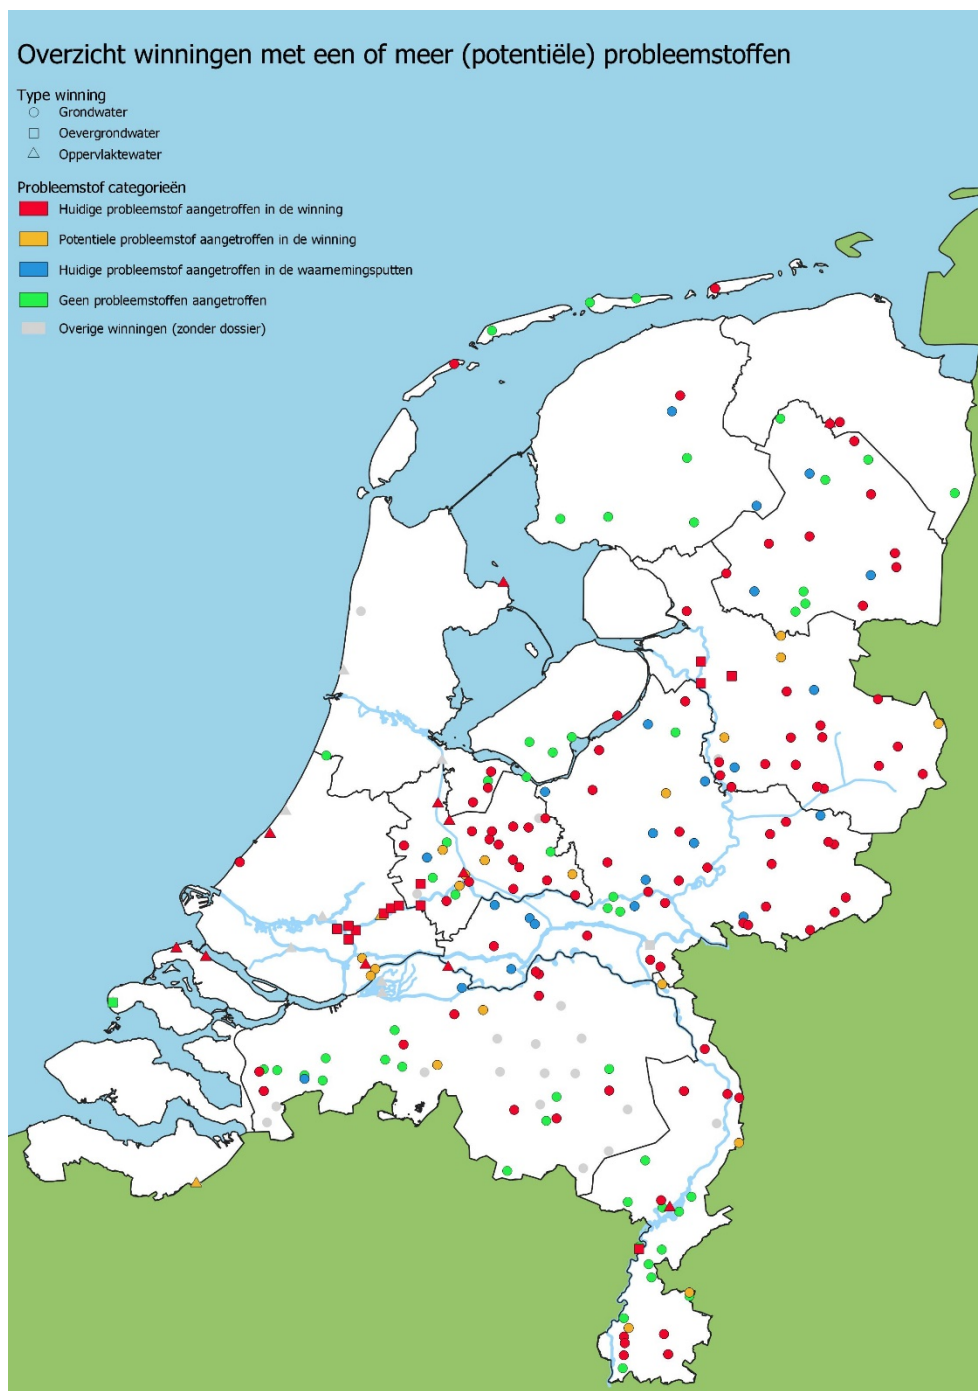 Overzicht winningen met een of meer (potentiële) probleemstoffen
Type winning
Grondwater
Oevergrondwater
Oppervlaktewater
Probleemstof categorieën
Huidige probleemstof aangetroffen in de winning
Potentiele probleemstof aangetroffen in de winning
Huidige probleemstof aangetroffen in de waarnemingsputten
Geen probleemstoffen aangetroffen
Overige winningen (zonder dossier)